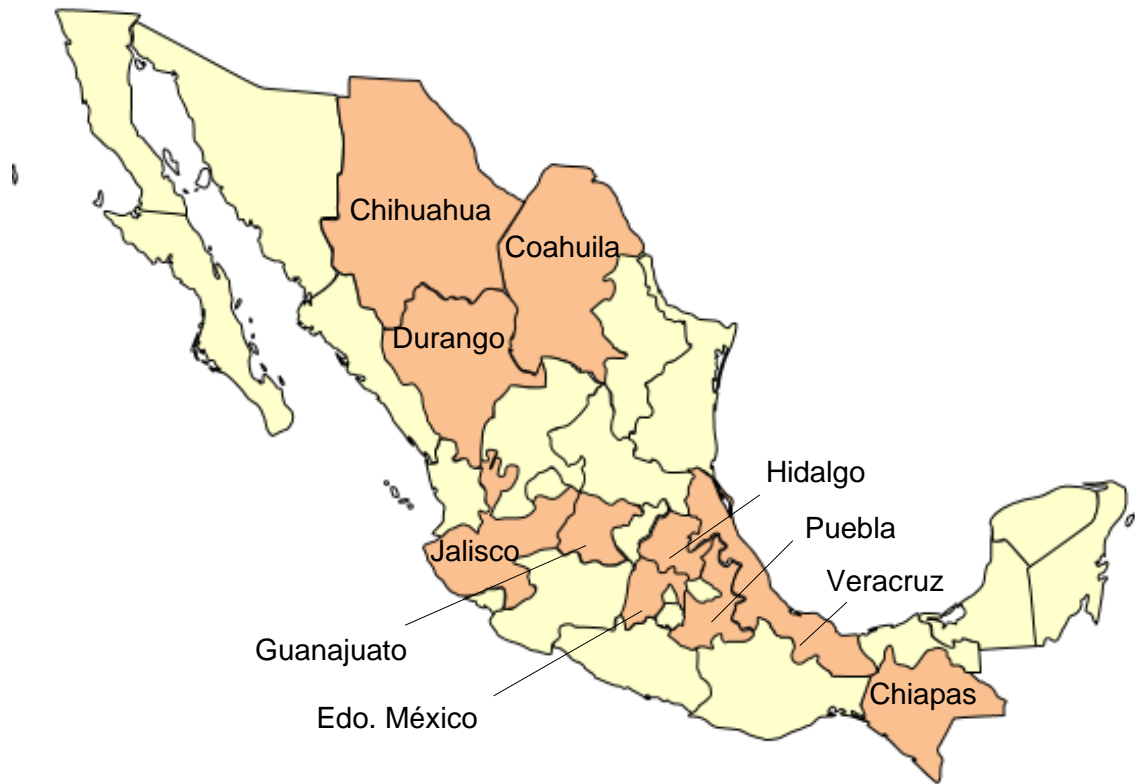 Chihuahua
Coahuila
Durango
Hidalgo
Puebla
Jalisco
Veracruz
Guanajuato
Chiapas
Edo. México